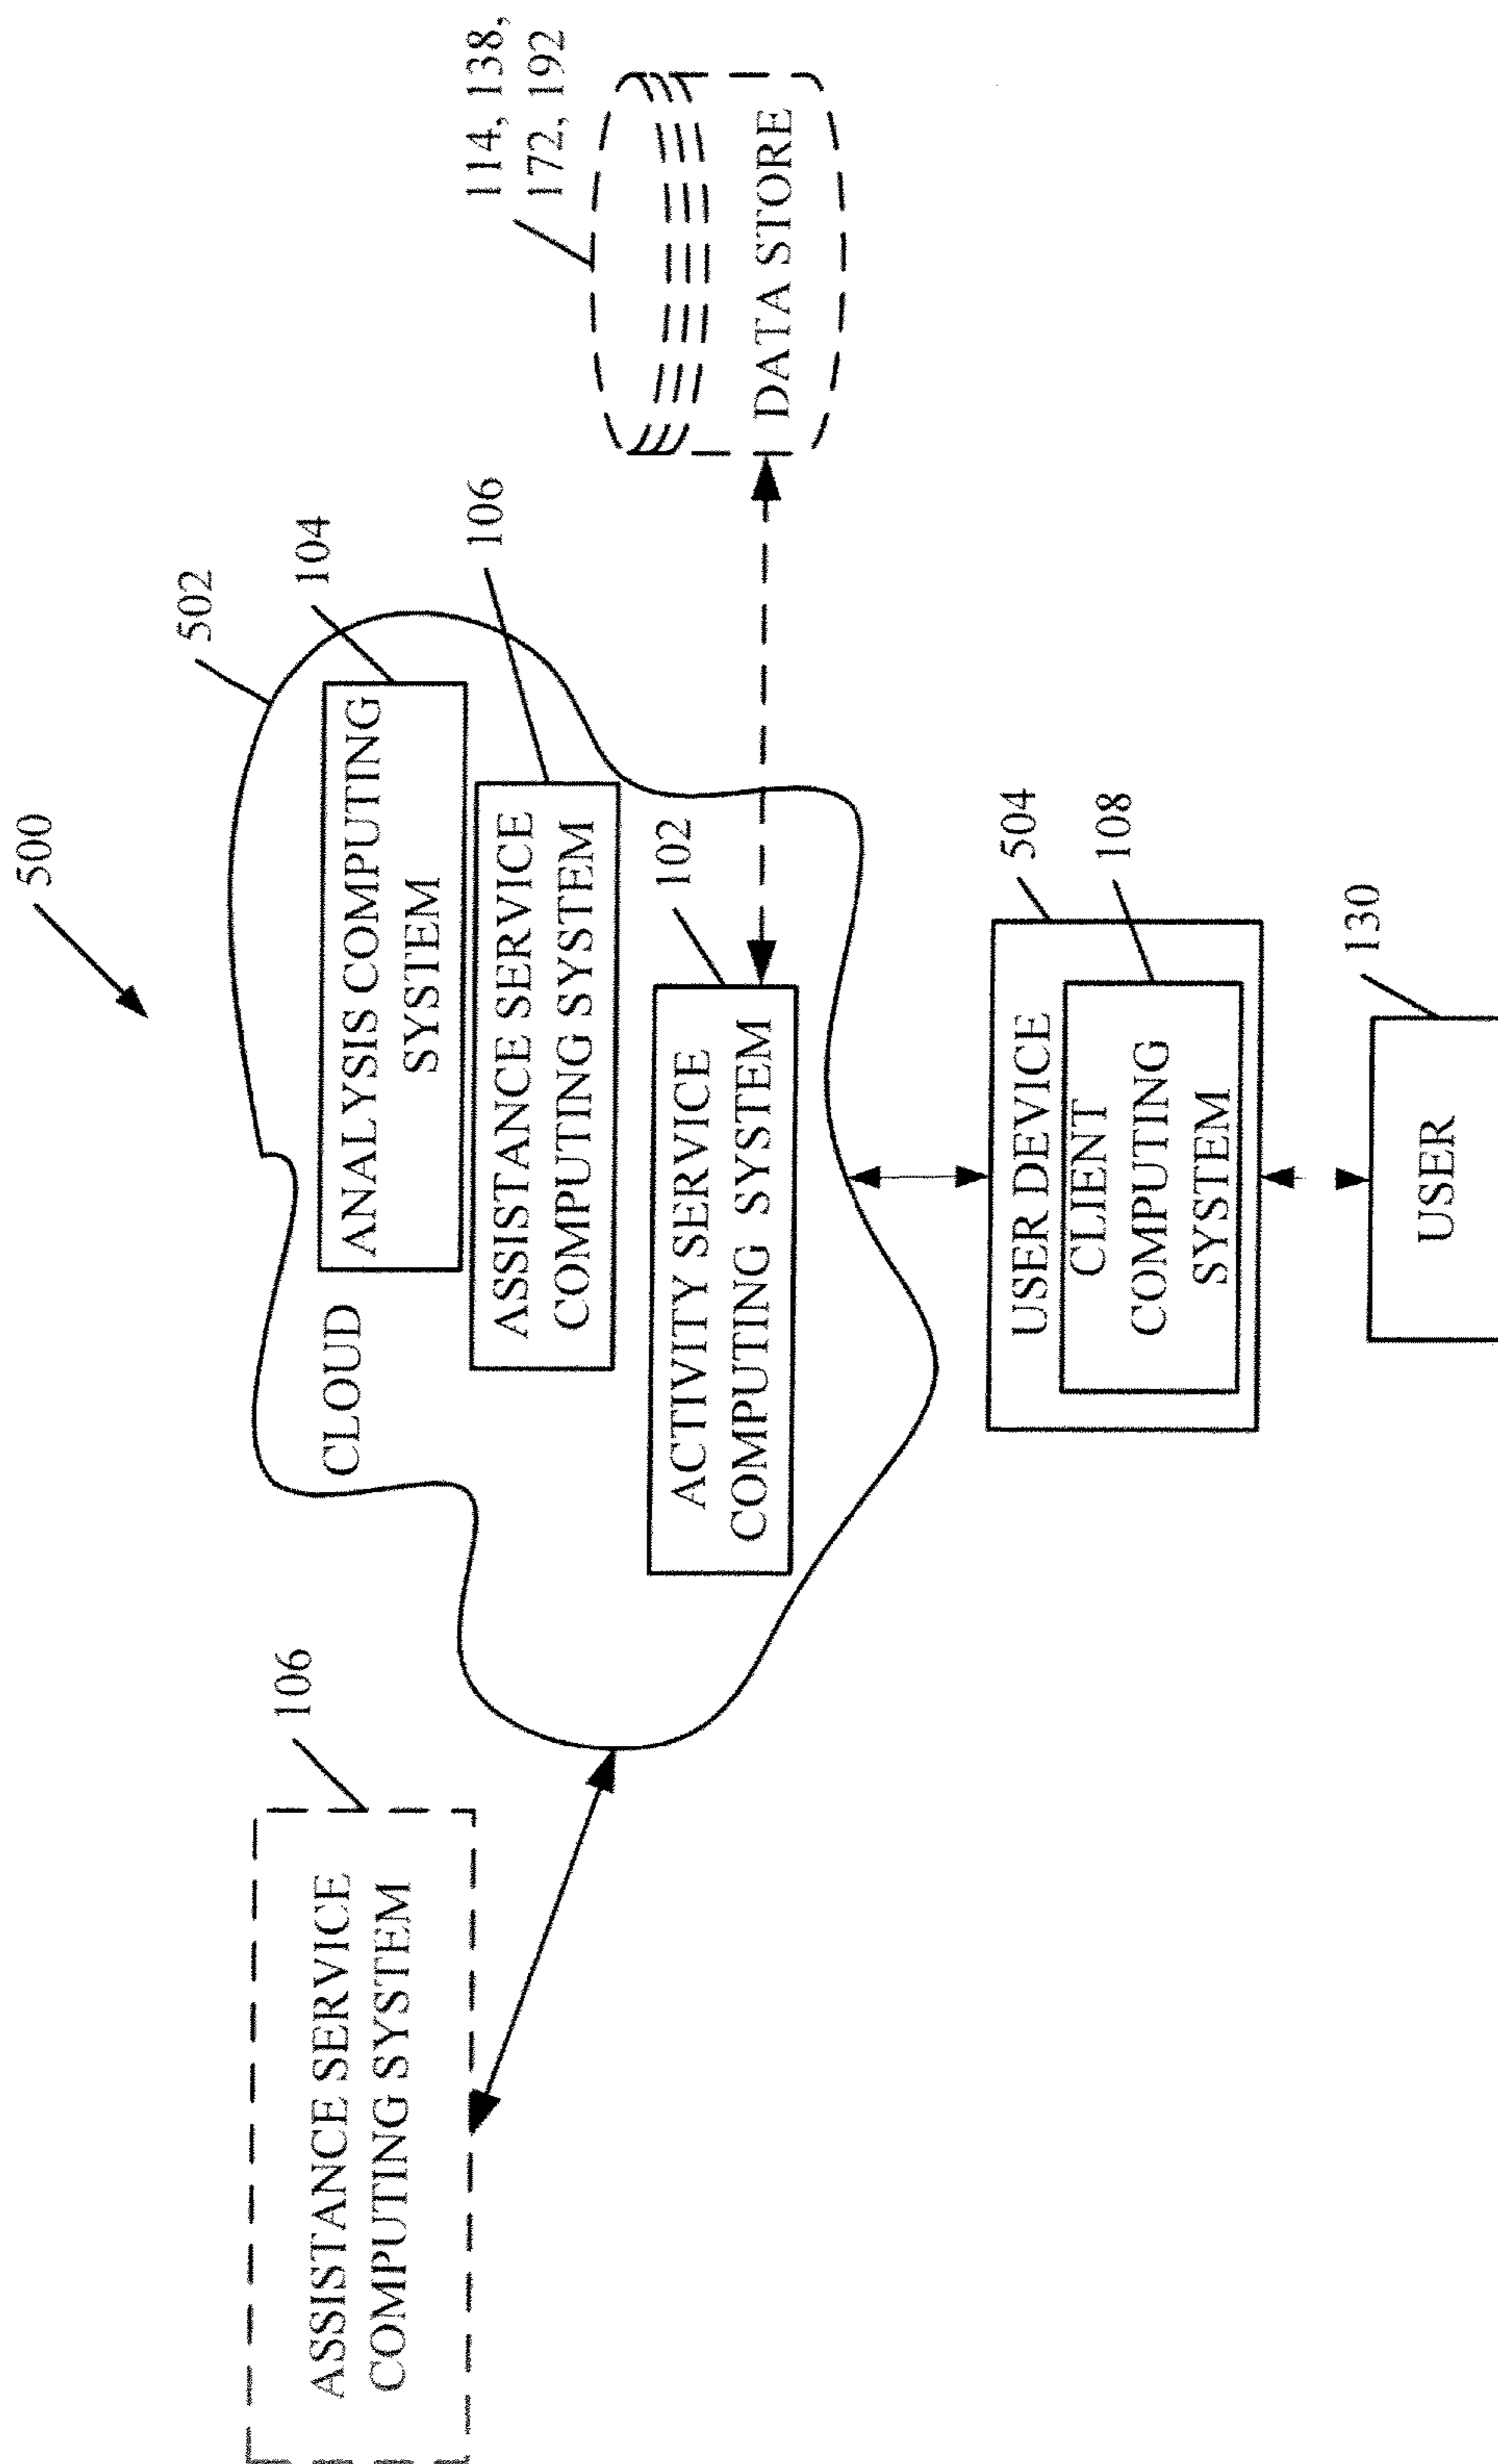 500
502
104
106
114, 138,
172, 192
CLOUD
ANALYSIS COMPUTING
SYSTEM
ASSISTANCE SERVICE
COMPUTING SYSTEM
106
ASSISTANCE SERVICE
COMPUTING SYSTEM
102
ACTIVITY SERVICE
COMPUTING SYSTEM
DATA STORE
504
108
USER DEVICE
CLIENT
COMPUTING
SYSTEM
130
USER